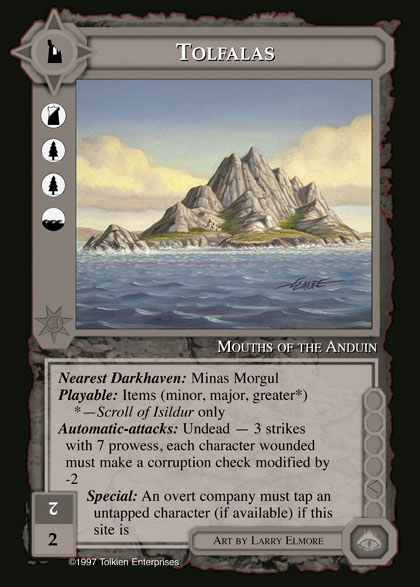 TOLFALAS
ELMORE
MOUTHS OF THE ANDUIN
Nearest Darkhaven: Minas Morgul
Playable: Items (minor, major, greater*)
*—Scroll of Isildur only
Automatic-attacks: Undead — 3 strikes
with 7 prowess, each character wounded
must make a corruption check modified by
-2
Special: An overt company must tap an
untapped character (if available) if this
site is
2
2
ART BY LARRY ELMORE
©1997 Tolkien Enterprises